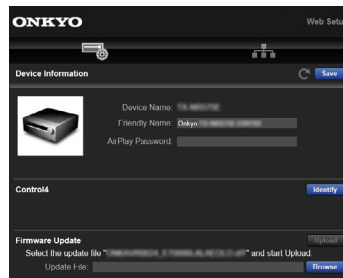 ONKYO
Web Setu
Device Information
Save
Device Name:
Friendly Name: Onkyo
AirPlay Password:
Control4
Identify
Firmware Update
Upload
Select the update file " " and start Upload.
Update File:
Browse